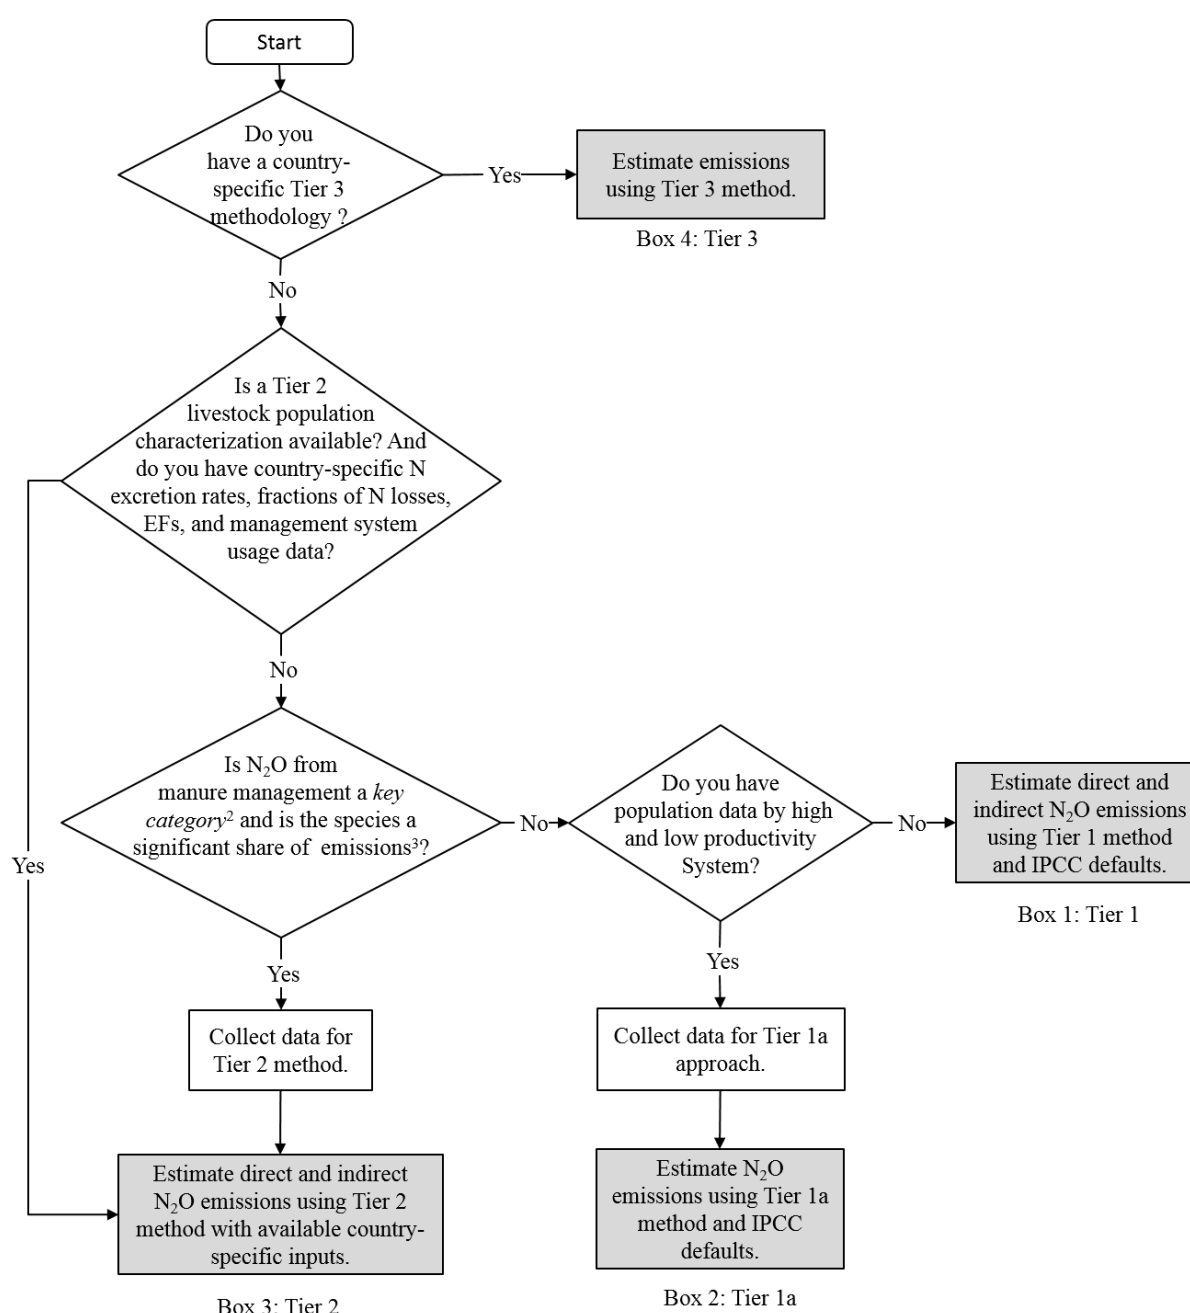 Start
Do you
have a country-
specific Tier 3
methodology ?
Yes
Estimate emissions
using Tier 3 method.
Box 4: Tier 3
No
Is a Tier 2
livestock population
characterization available? And
do you have country-specific N
excretion rates, fractions of N losses,
EFs, and management system
usage data?
No
Yes
Is N₂O from
manure management a key
category² and is the species a
significant share of emissions³?
No
Do you have
population data by high
and low productivity
System?
No
Estimate direct and
indirect N₂O emissions
using Tier 1 method
and IPCC defaults.
Box 1: Tier 1
Yes
Collect data for
Tier 2 method.
Yes
Collect data for Tier 1a
approach.
Estimate direct and indirect
N₂O emissions using Tier 2
method with available country-
specific inputs.
Box 3: Tier 2
Estimate N₂O
emissions using Tier 1a
method and IPCC
defaults.
Box 2: Tier 1a